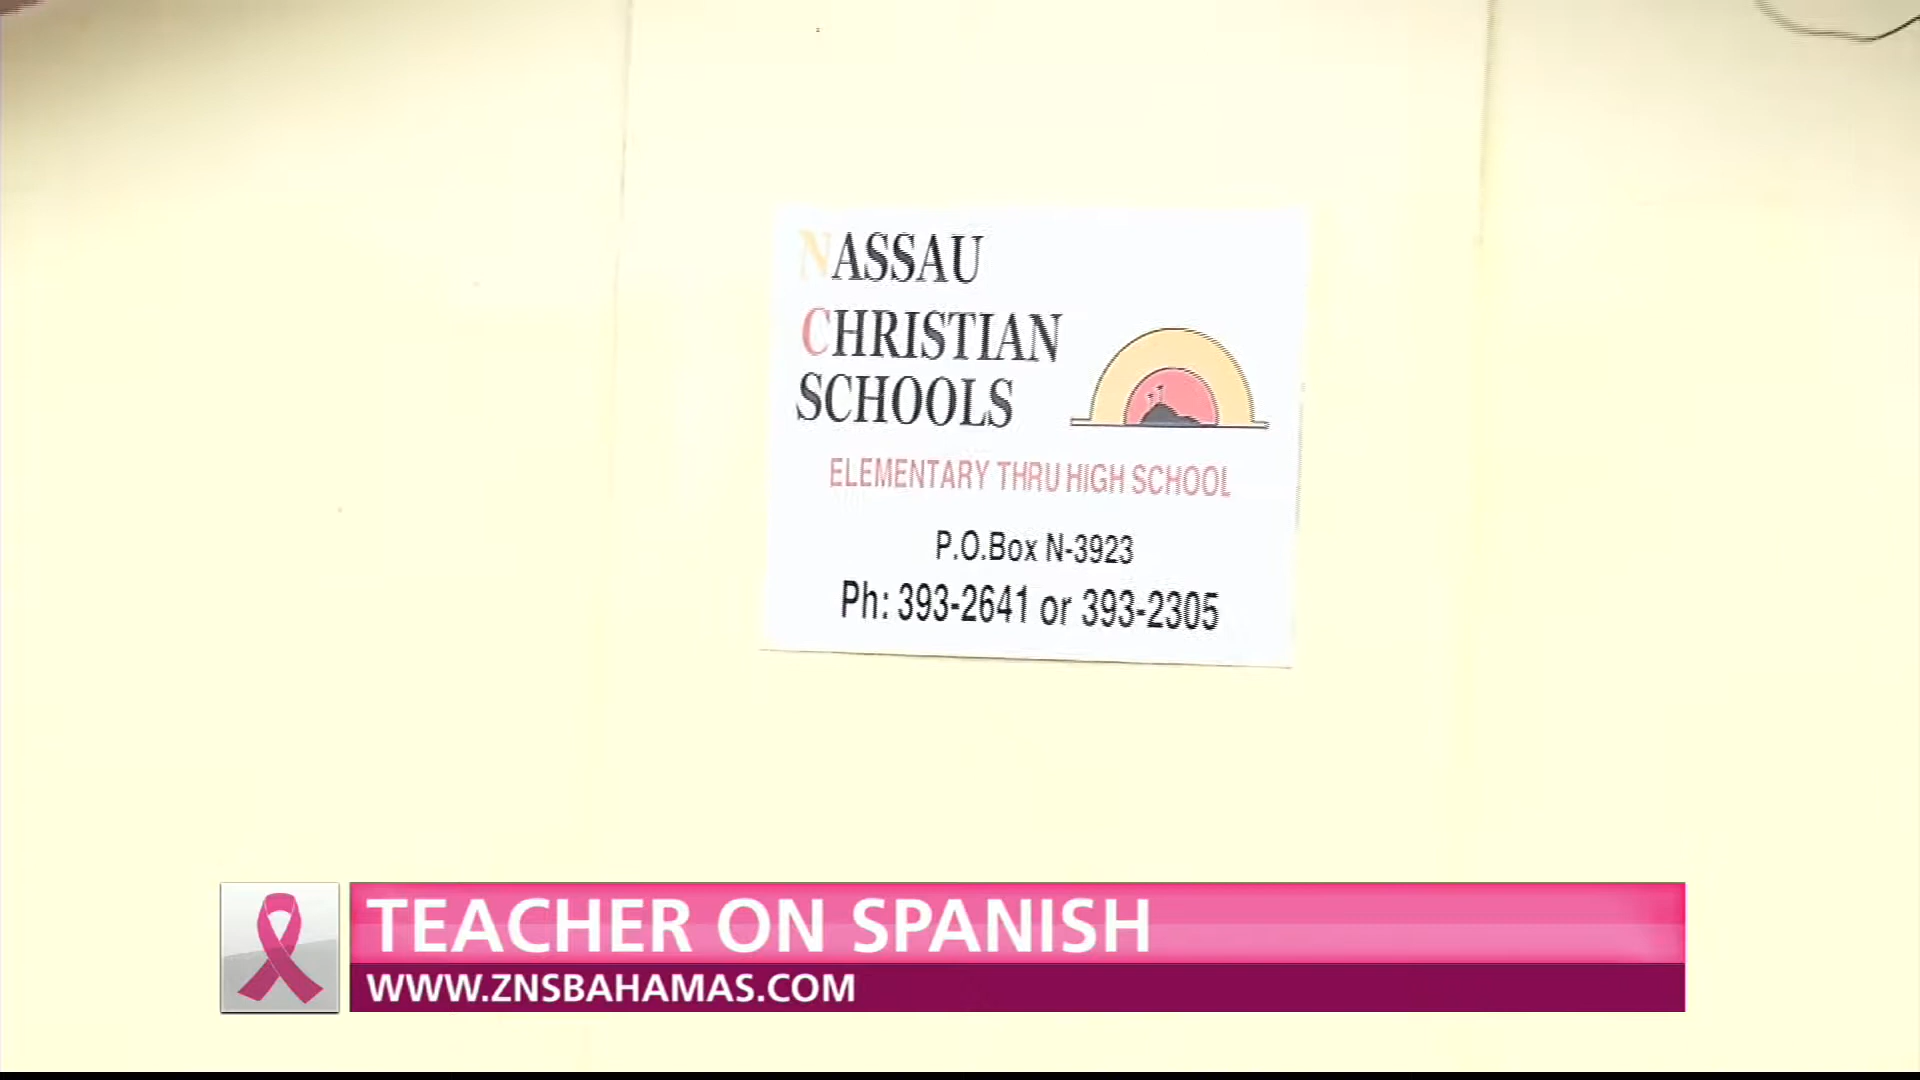 NASSAU
CHRISTIAN
SCHOOLS
ELEMENTARY THRU HIGH SCHOOL
P.O.Box N-3923
Ph: 393-2641 or 393-2305
TEACHER ON SPANISH
WWW.ZNSBAHAMAS.COM